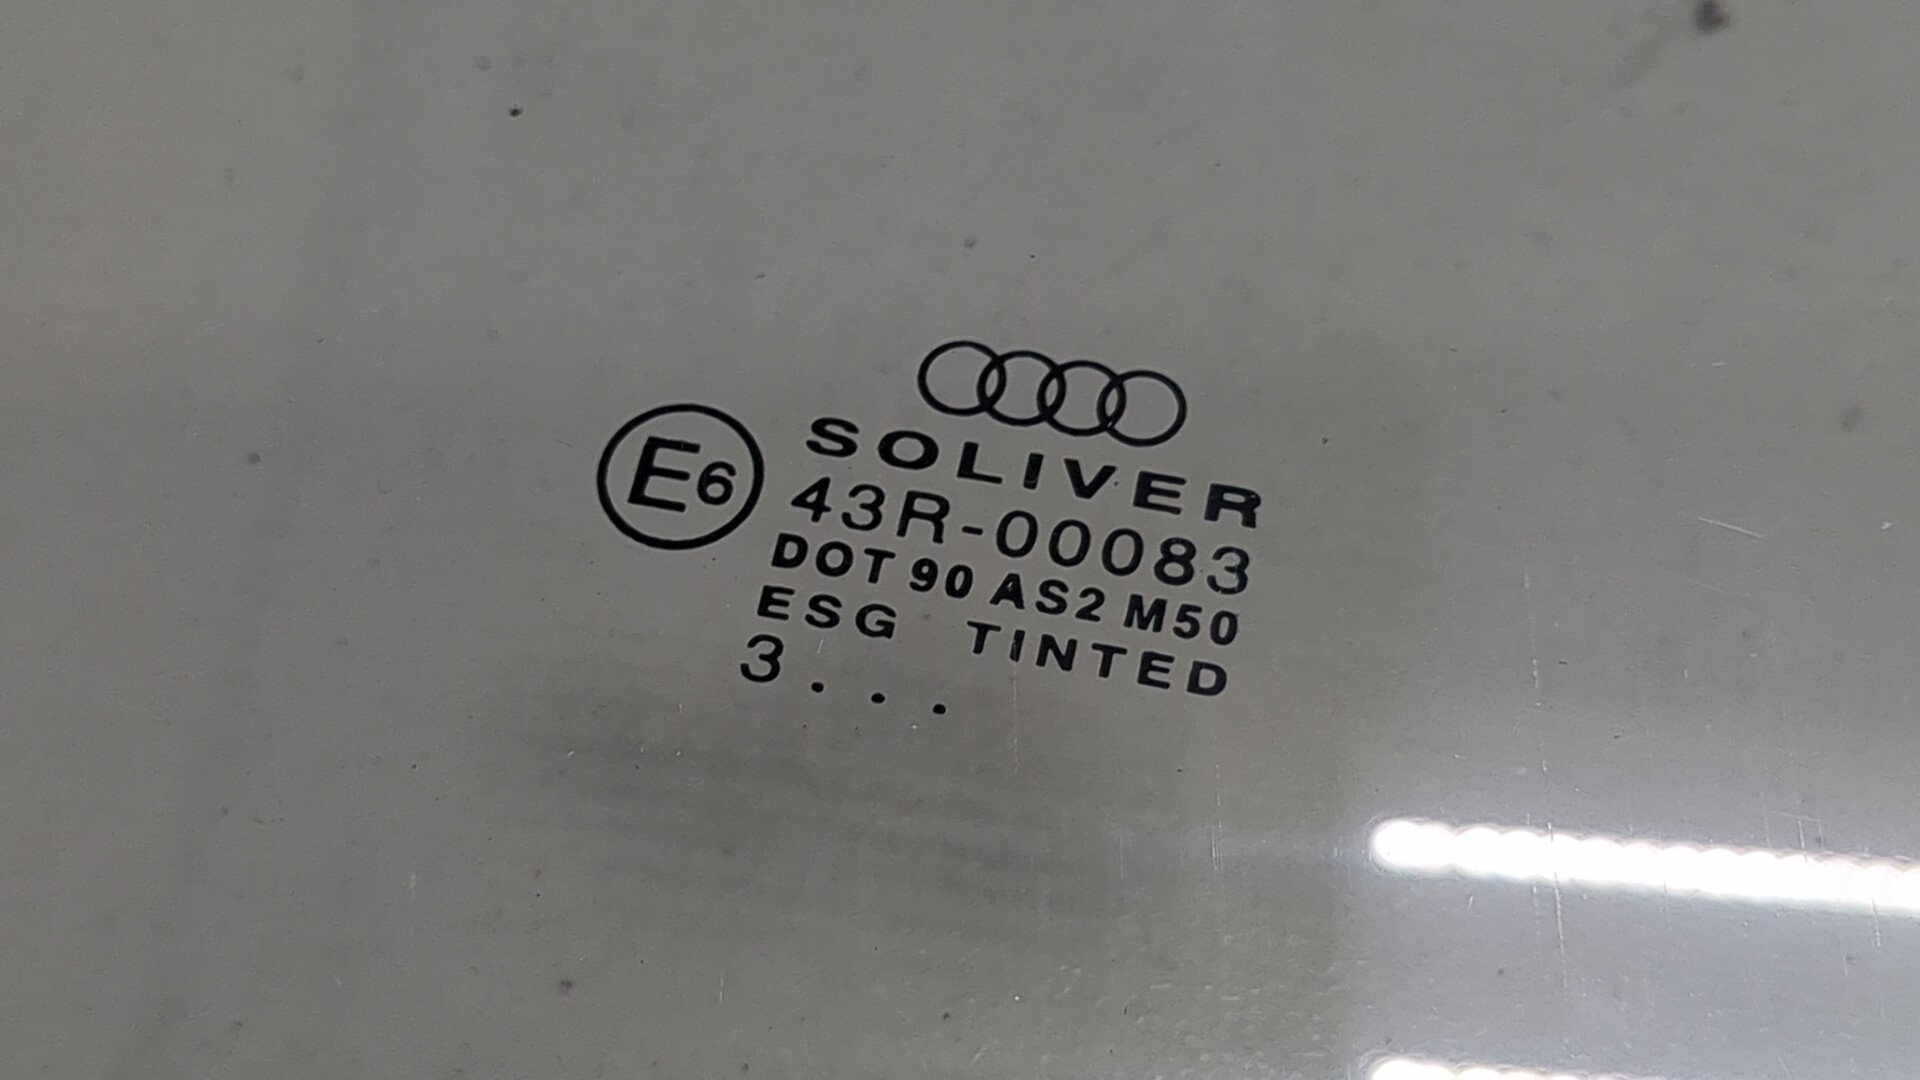 SOLIVER
E6
43R-00083
DOT 90 AS2 M50
ESG TINTED
3...